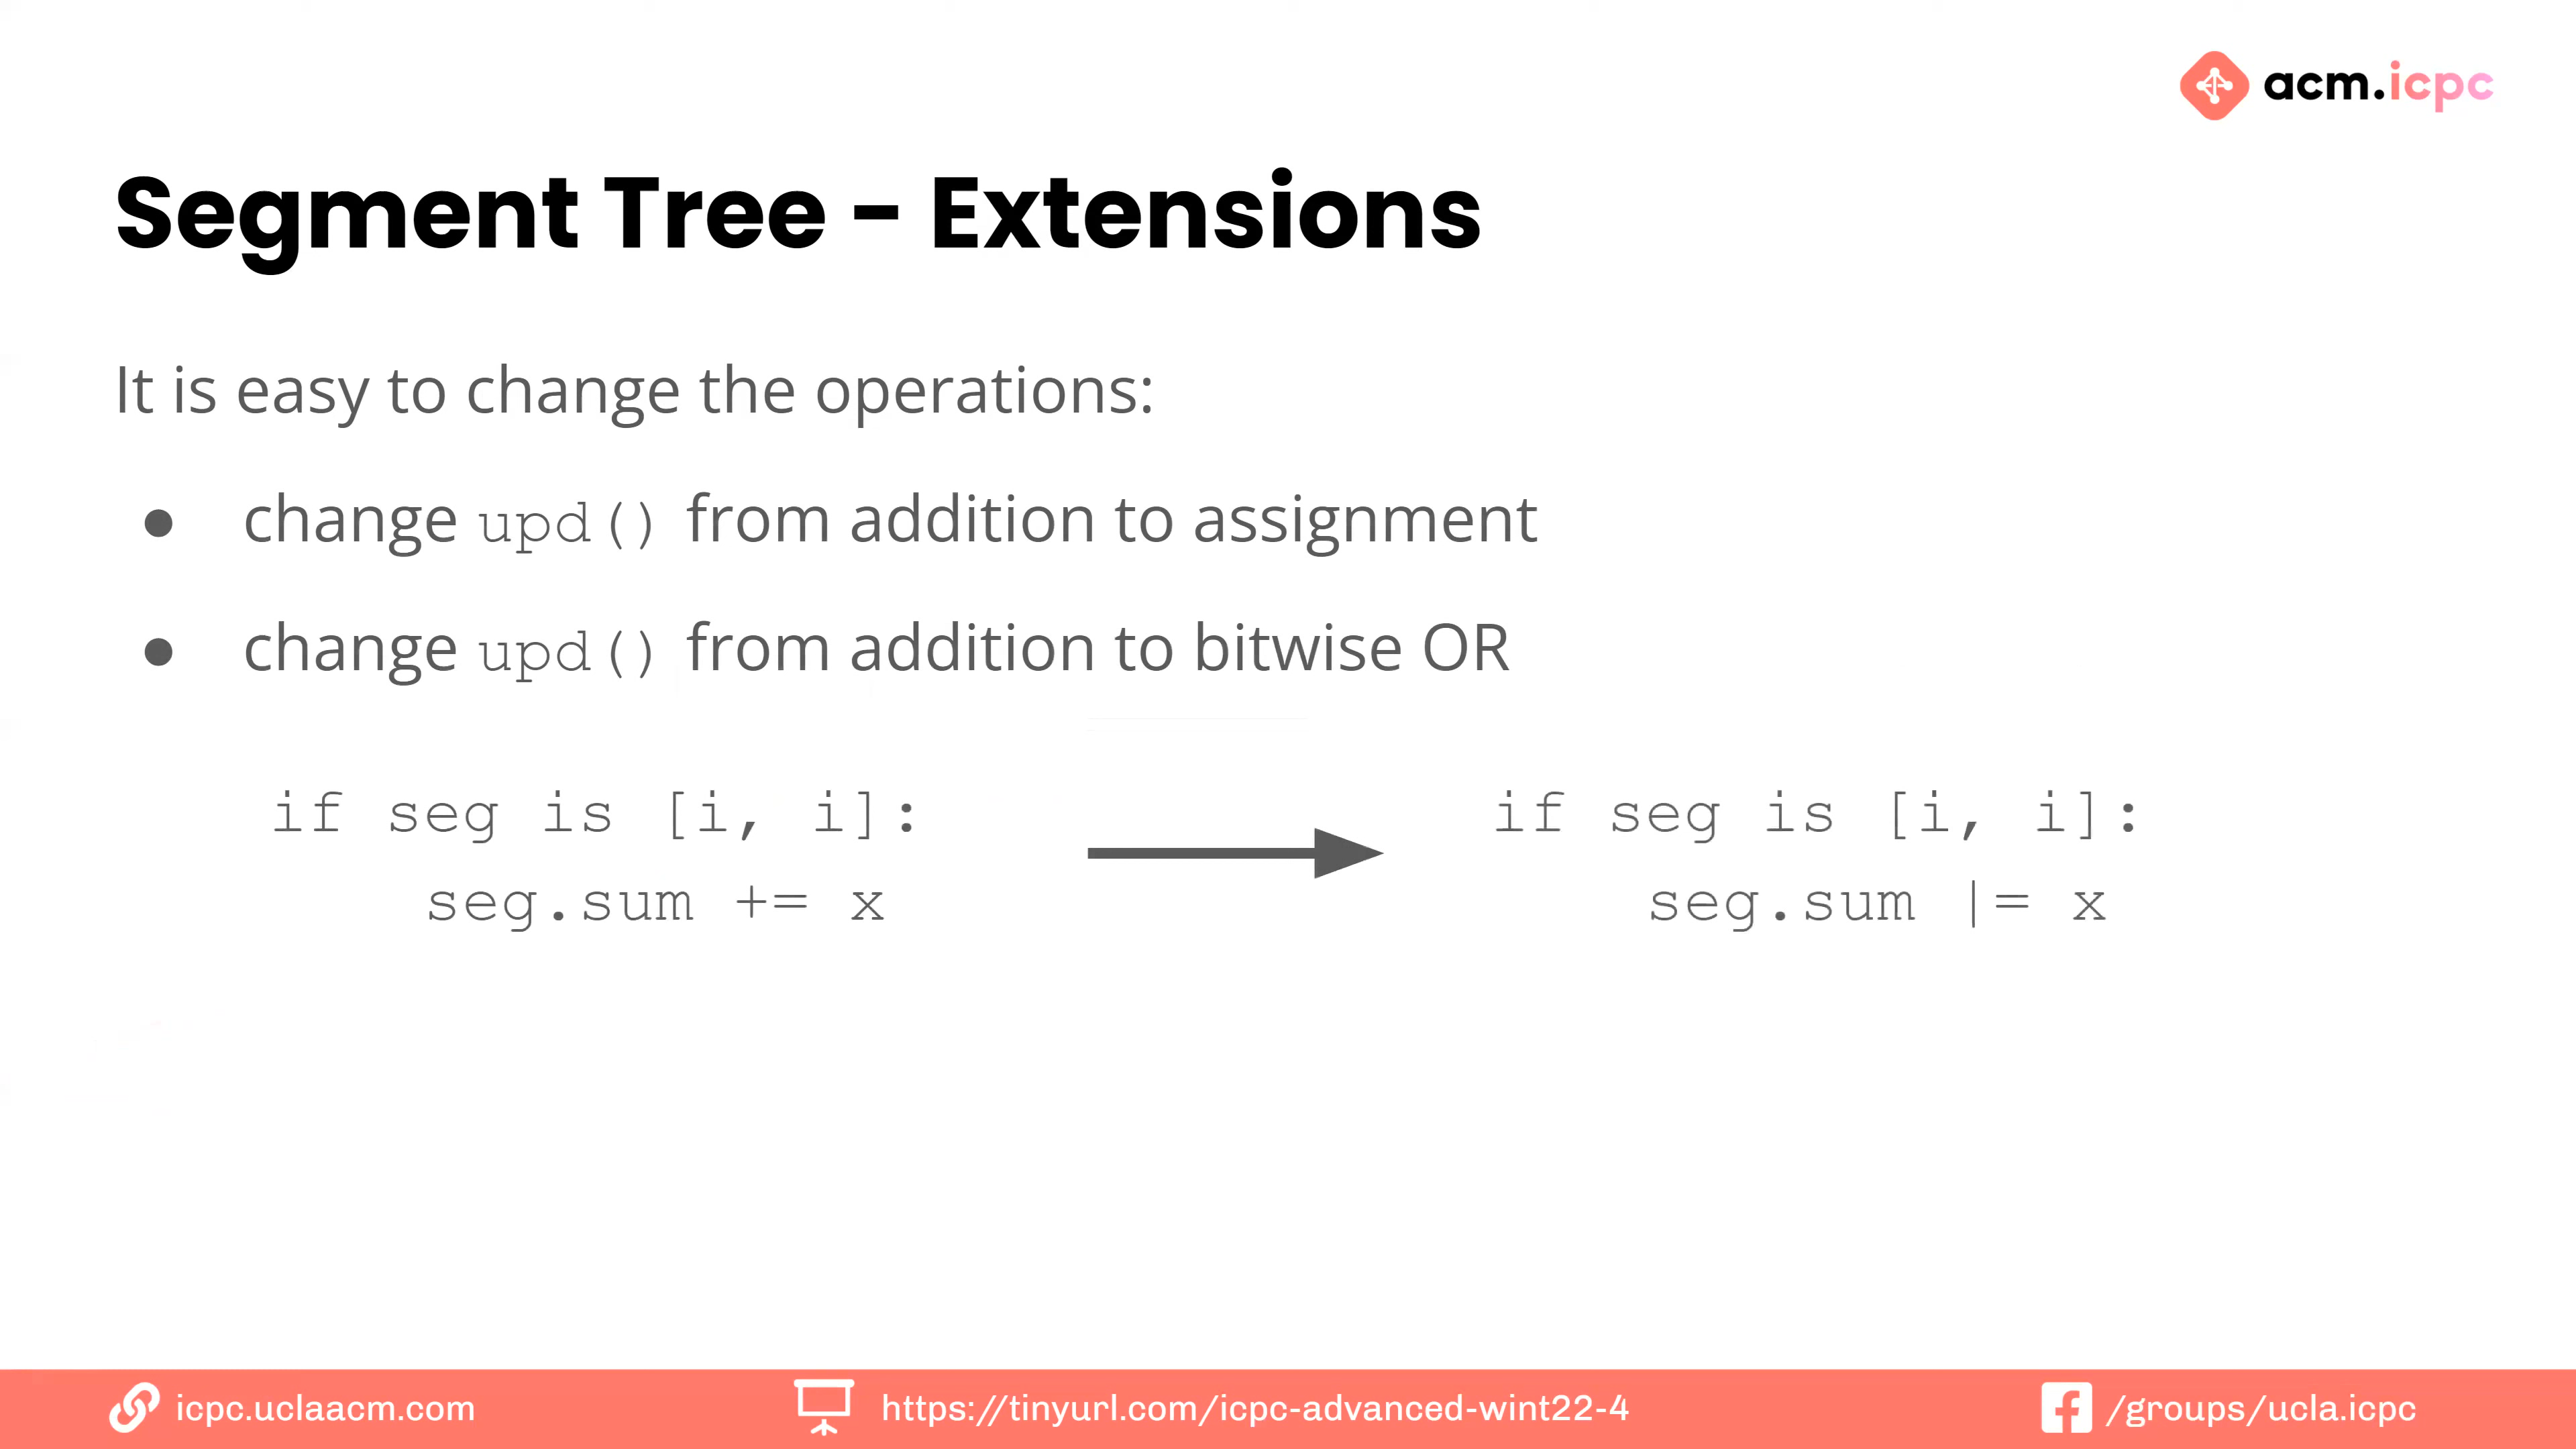 acm.icpc
Segment Tree - Extensions
It is easy to change the operations:
● change upd() from addition to assignment
● change upd() from addition to bitwise OR
if seg is [i, i]:
    seg.sum += x
if seg is [i, i]:
    seg.sum |= x
icpc.uclaacm.com
https://tinyurl.com/icpc-advanced-wint22-4
/groups/ucla.icpc